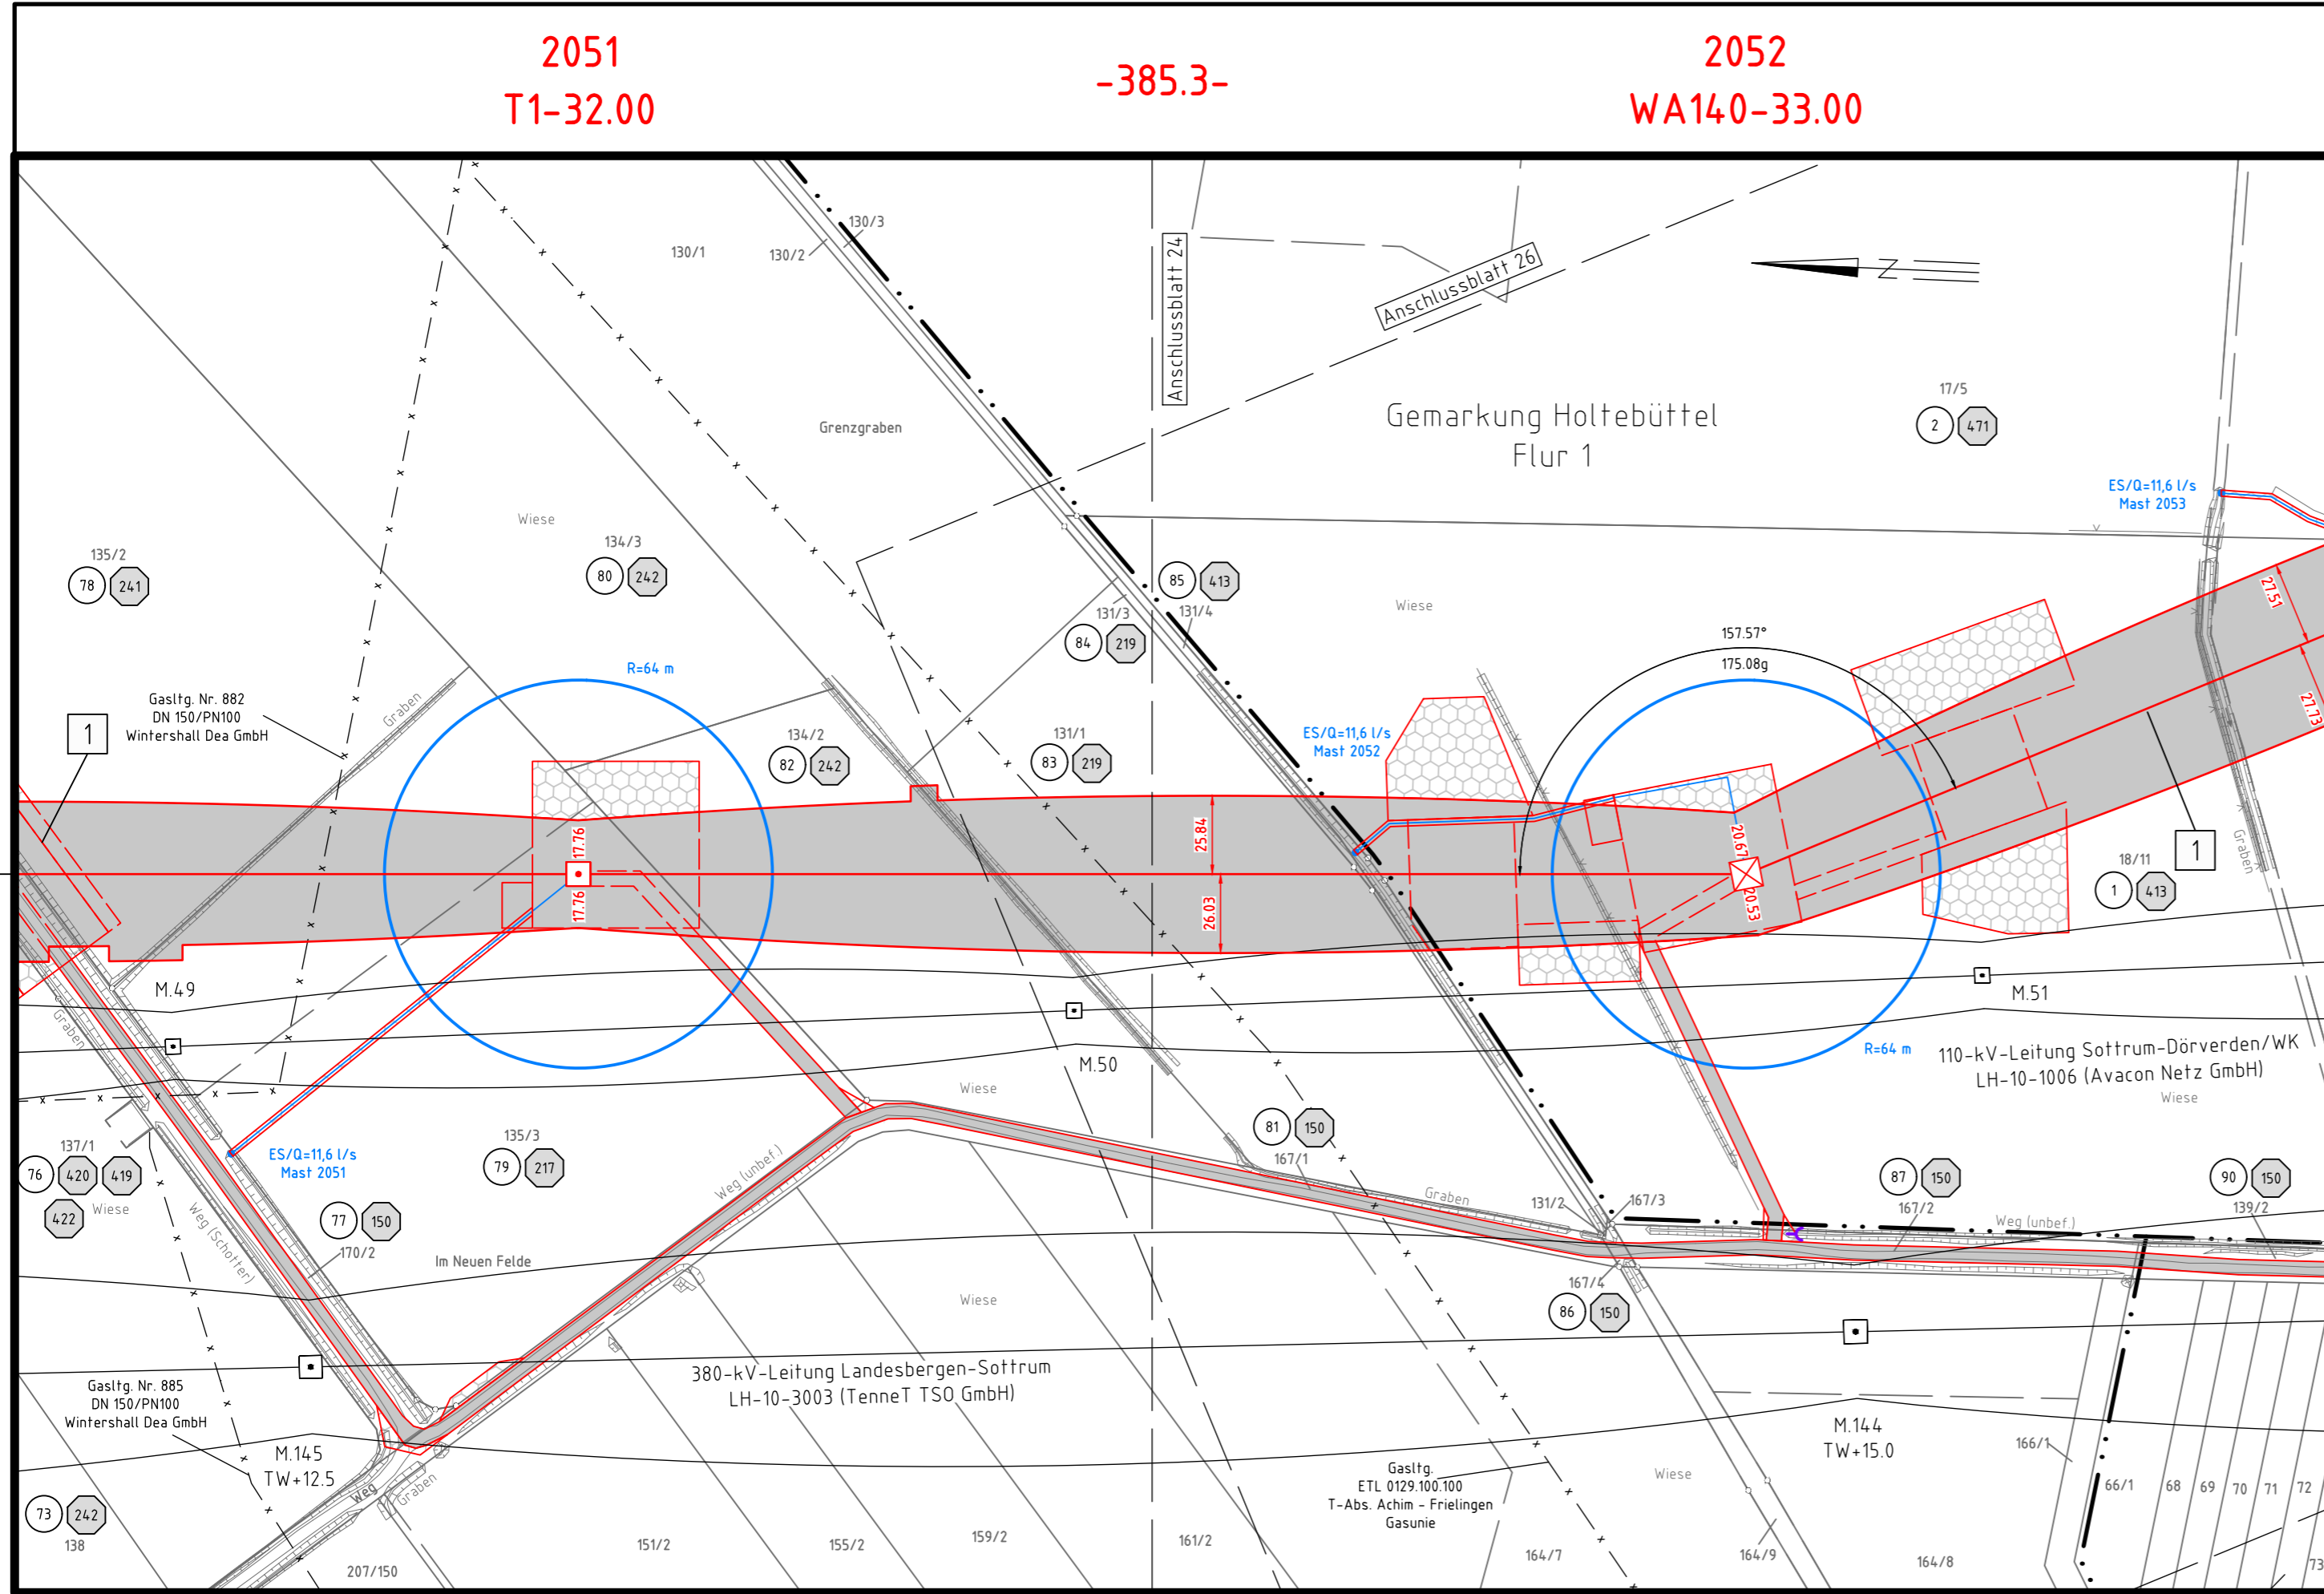 2051
T1-32.00
-385.3-
2052
WA140-33.00
130/3
130/1
130/2
Anschlussblatt 24
Anschlussblatt 26
N
17/5
2
471
Gemarkung Holtebüttel
Flur 1
Grenzgraben
ES/Q=11,6 l/s
Mast 2053
Wiese
134/3
80
242
135/2
78
241
85
413
131/3
131/4
84
219
Wiese
27.51
157.57°
175.08g
R=64 m
Gasltg. Nr. 882
DN 150/PN100
Wintershall Dea GmbH
Graben
1
134/2
82
242
131/1
83
219
ES/Q=11,6 l/s
Mast 2052
27.73
17.76
17.76
25.84
26.03
20.67
20.53
Graben
1
18/11
1
413
M.49
Graben
M.50
M.51
R=64 m
110-kV-Leitung Sottrum-Dörverden/WK
LH-10-1006 (Avacon Netz GmbH)
Wiese
Wiese
137/1
76
420
419
422
Wiese
ES/Q=11,6 l/s
Mast 2051
135/3
79
217
Weg (unbef.)
81
150
167/1
Graben
131/2
167/3
87
150
167/2
90
150
139/2
Weg (unbef.)
77
150
170/2
Weg (Schotter)
Im Neuen Felde
Wiese
167/4
86
150
380-kV-Leitung Landesbergen-Sottrum
LH-10-3003 (TenneT TSO GmbH)
Gasltg. Nr. 885
DN 150/PN100
Wintershall Dea GmbH
M.145
TW+12.5
Weg
Graben
M.144
TW+15.0
166/1
Gasltg.
ETL 0129.100.100
T-Abs. Achim - Frielingen
Gasunie
Wiese
66/1
68
69
70
71
72
73
242
138
207/150
151/2
155/2
159/2
161/2
164/7
164/9
164/8
73